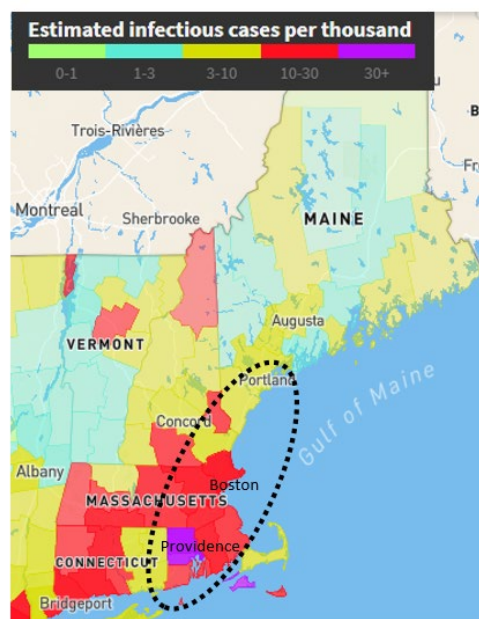 Estimated infectious cases per thousand
0-1 1-3 3-10 10-30 30+
Trois-Rivières
Montreal
Sherbrooke
MAINE
Augusta
VERMONT
Portland
Gulf of Maine
Concord
Albany
Boston
MASSACHUSETTS
Providence
CONNECTICUT
Bridgeport